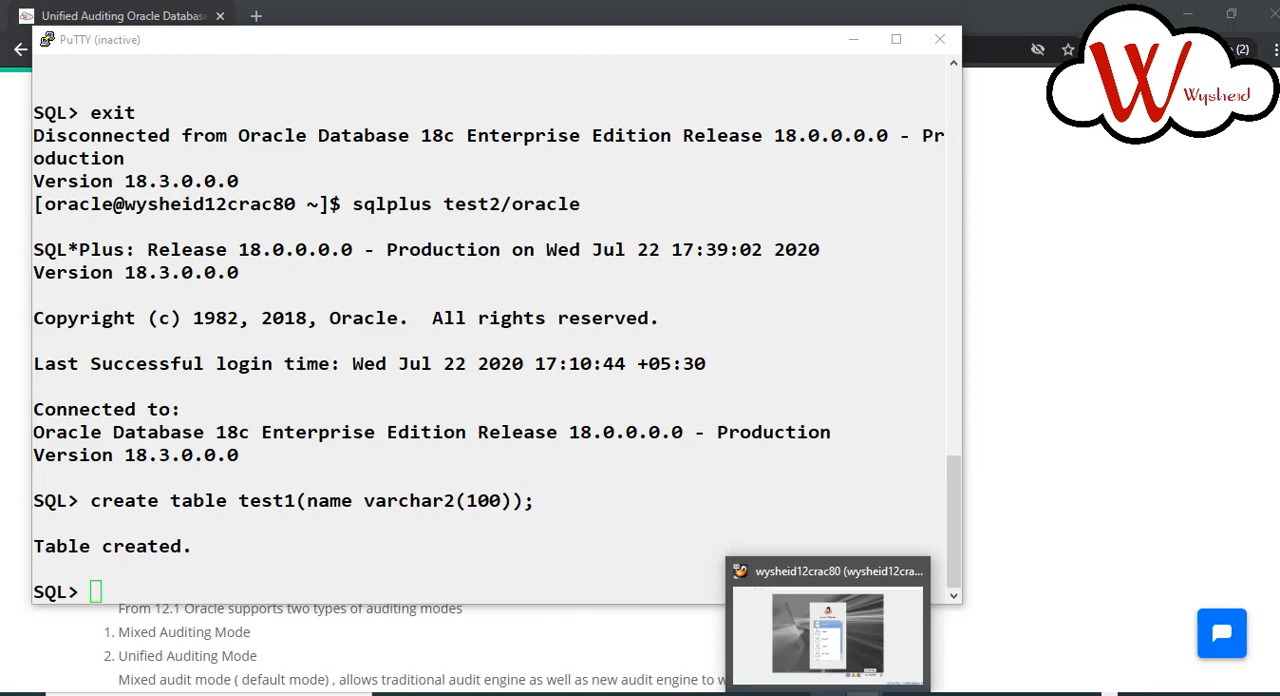 Unified Auditing Oracle Databas
PuTTY (inactive)
(2)
W Wysheid
SQL> exit
Disconnected from Oracle Database 18c Enterprise Edition Release 18.0.0.0.0 - Pr
oduction
Version 18.3.0.0.0
[oracle@wysheid12crac80 ~]$ sqlplus test2/oracle
SQL*Plus: Release 18.0.0.0.0 - Production on Wed Jul 22 17:39:02 2020
Version 18.3.0.0.0
Copyright (c) 1982, 2018, Oracle.  All rights reserved.
Last Successful login time: Wed Jul 22 2020 17:10:44 +05:30
Connected to:
Oracle Database 18c Enterprise Edition Release 18.0.0.0.0 - Production
Version 18.3.0.0.0
SQL> create table test1(name varchar2(100));
Table created.
SQL>
wysheid12crac80 (wysheid12cra...
From 12.1 Oracle supports two types of auditing modes
1. Mixed Auditing Mode
2. Unified Auditing Mode
Mixed audit mode ( default mode) , allows traditional audit engine as well as new audit engine to w